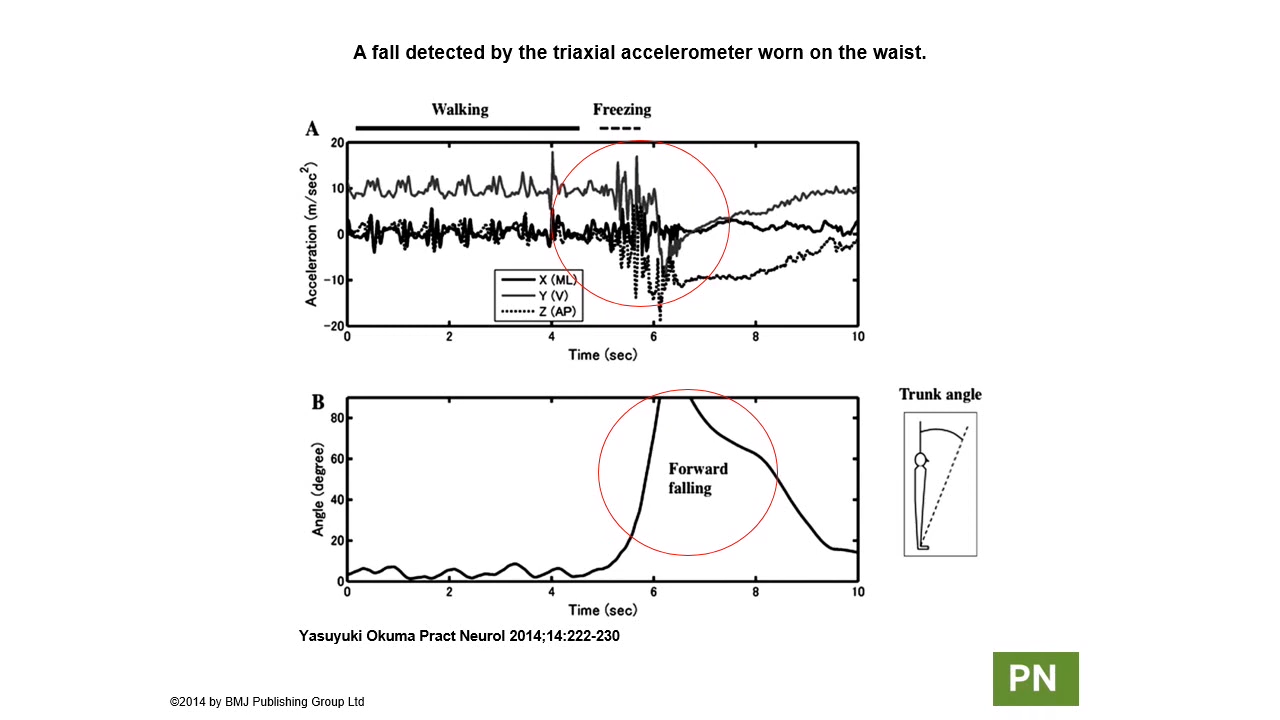 A fall detected by the triaxial accelerometer worn on the waist.
Walking
Freezing
A
20
10
0
−10
−20
Acceleration (m/sec²)
X (ML)
Y (V)
Z (AP)
0 2 4 6 8 10
Time (sec)
B
80
60
40
20
0
Angle (degree)
Forward
falling
0 2 4 6 8 10
Time (sec)
Trunk angle
Yasuyuki Okuma Pract Neurol 2014;14:222-230
PN
©2014 by BMJ Publishing Group Ltd